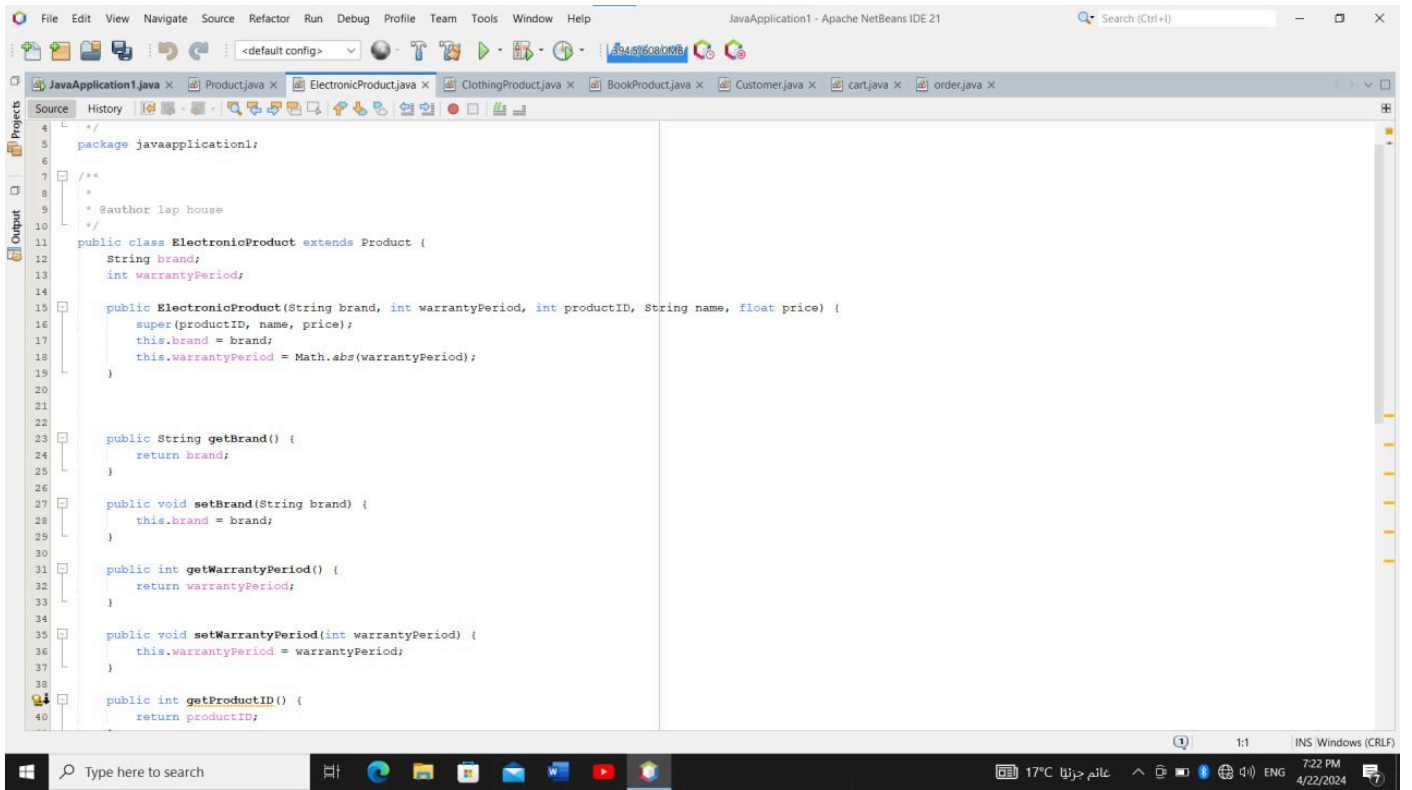 File Edit View Navigate Source Refactor Run Debug Profile Team Tools Window Help
JavaApplication1 - Apache NetBeans IDE 21
Search (Ctrl+I)
<default config>
JavaApplication1.java
Product.java
ElectronicProduct.java
ClothingProduct.java
BookProduct.java
Customer.java
cart.java
order.java
Source History
Projects
Output
4 */
5 package javaapplication1;
6
7 /**
8 *
9 * @author lap house
10 */
11 public class ElectronicProduct extends Product {
12 String brand;
13 int warrantyPeriod;
14
15 public ElectronicProduct(String brand, int warrantyPeriod, int productID, String name, float price) {
16 super(productID, name, price);
17 this.brand = brand;
18 this.warrantyPeriod = Math.abs(warrantyPeriod);
19 }
20
21
22
23 public String getBrand() {
24 return brand;
25 }
26
27 public void setBrand(String brand) {
28 this.brand = brand;
29 }
30
31 public int getWarrantyPeriod() {
32 return warrantyPeriod;
33 }
34
35 public void setWarrantyPeriod(int warrantyPeriod) {
36 this.warrantyPeriod = warrantyPeriod;
37 }
38
public int getProductID() {
40 return productID;
1
1:1
INS Windows (CRLF)
Type here to search
17°C غائم جزئيًا
ENG
7:22 PM
4/22/2024
7